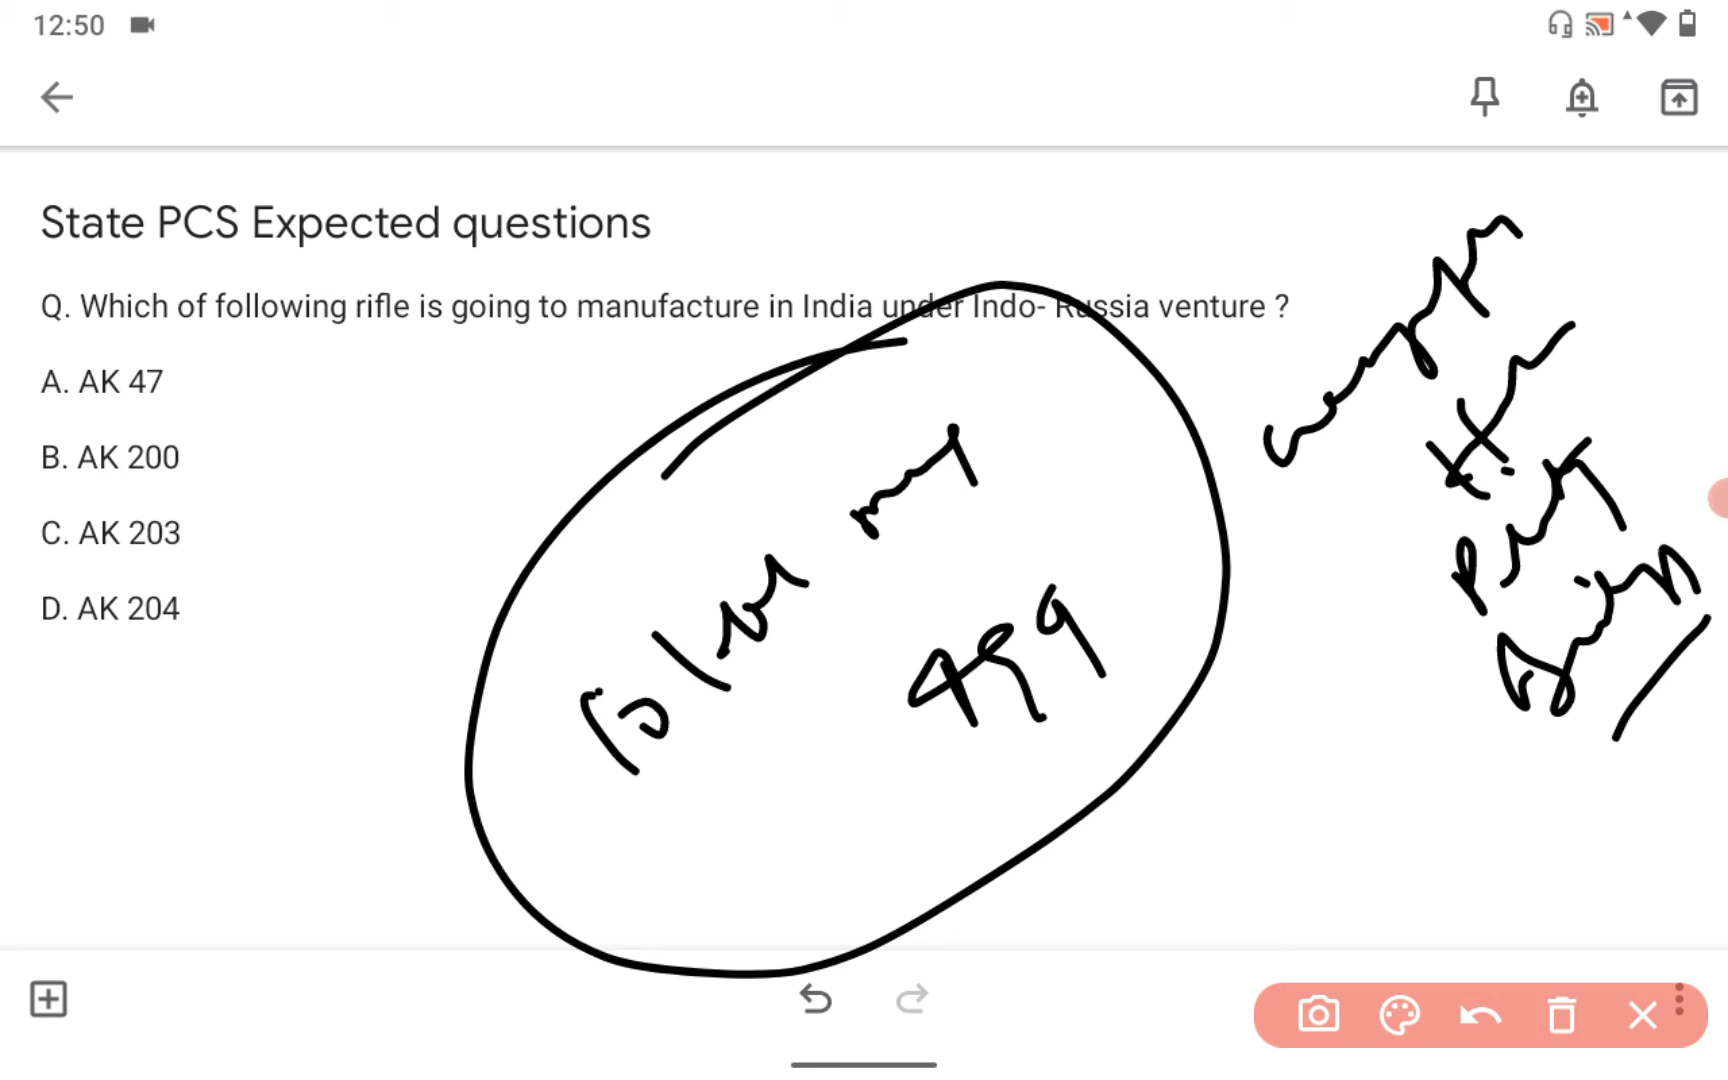 12:50
State PCS Expected questions
Q. Which of following rifle is going to manufacture in India under Indo- Russia venture ?
A. AK 47
B. AK 200
C. AK 203
D. AK 204
499